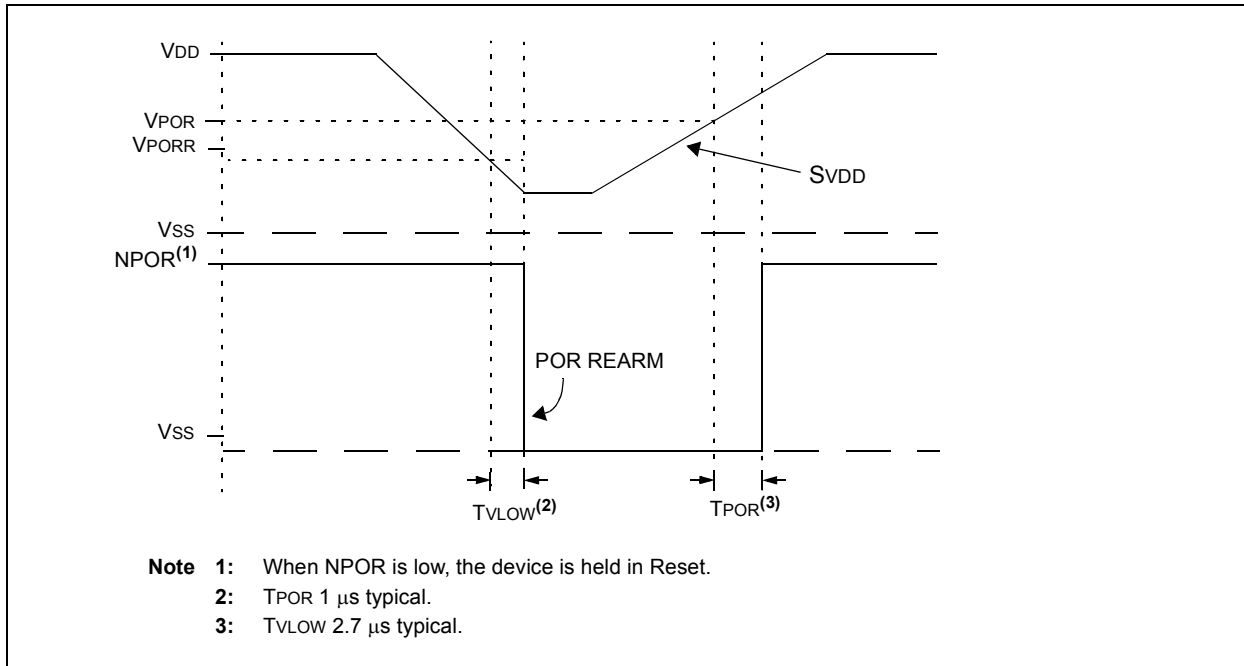 VDD
VPOR
VPORR
SVDD
VSS
NPOR(1)
POR REARM
VSS
TVLOW(2)
TPOR(3)
Note 1: When NPOR is low, the device is held in Reset.
2: TPOR 1 μs typical.
3: TVLOW 2.7 μs typical.